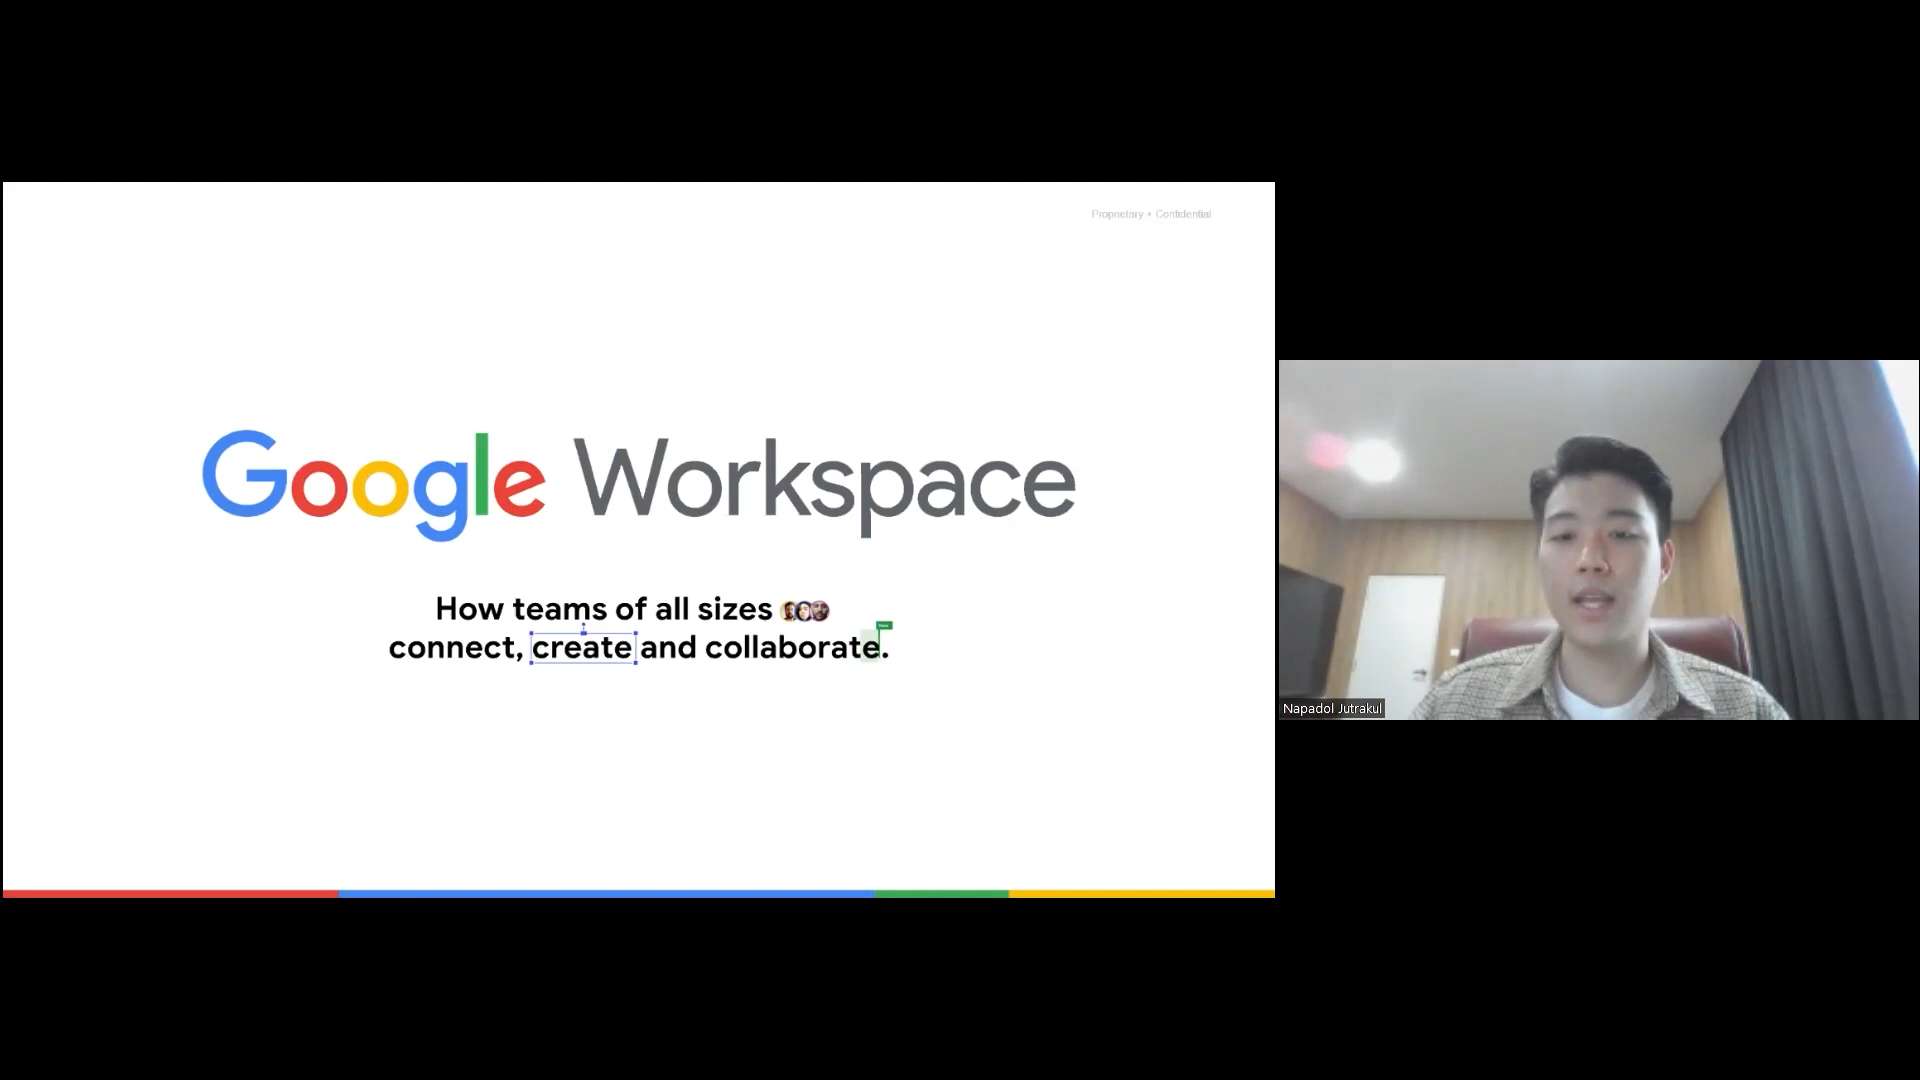 Proprietary + Confidential
Google Workspace
How teams of all sizes
connect, create and collaborate.
Napadol Jutrakul